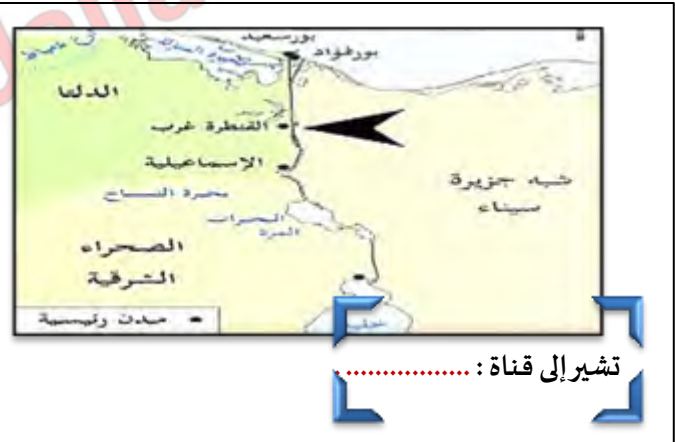 بورسعيد
بورفؤاد
الدلتا
القنطرة غرب
الإسماعيلية
شبه جزيرة
سيناء
بحيرة التمساح
البحيرات
المرة
الصحراء
الشرقية
خليج
مدن رئيسية
تشير إلى قناة : ..................